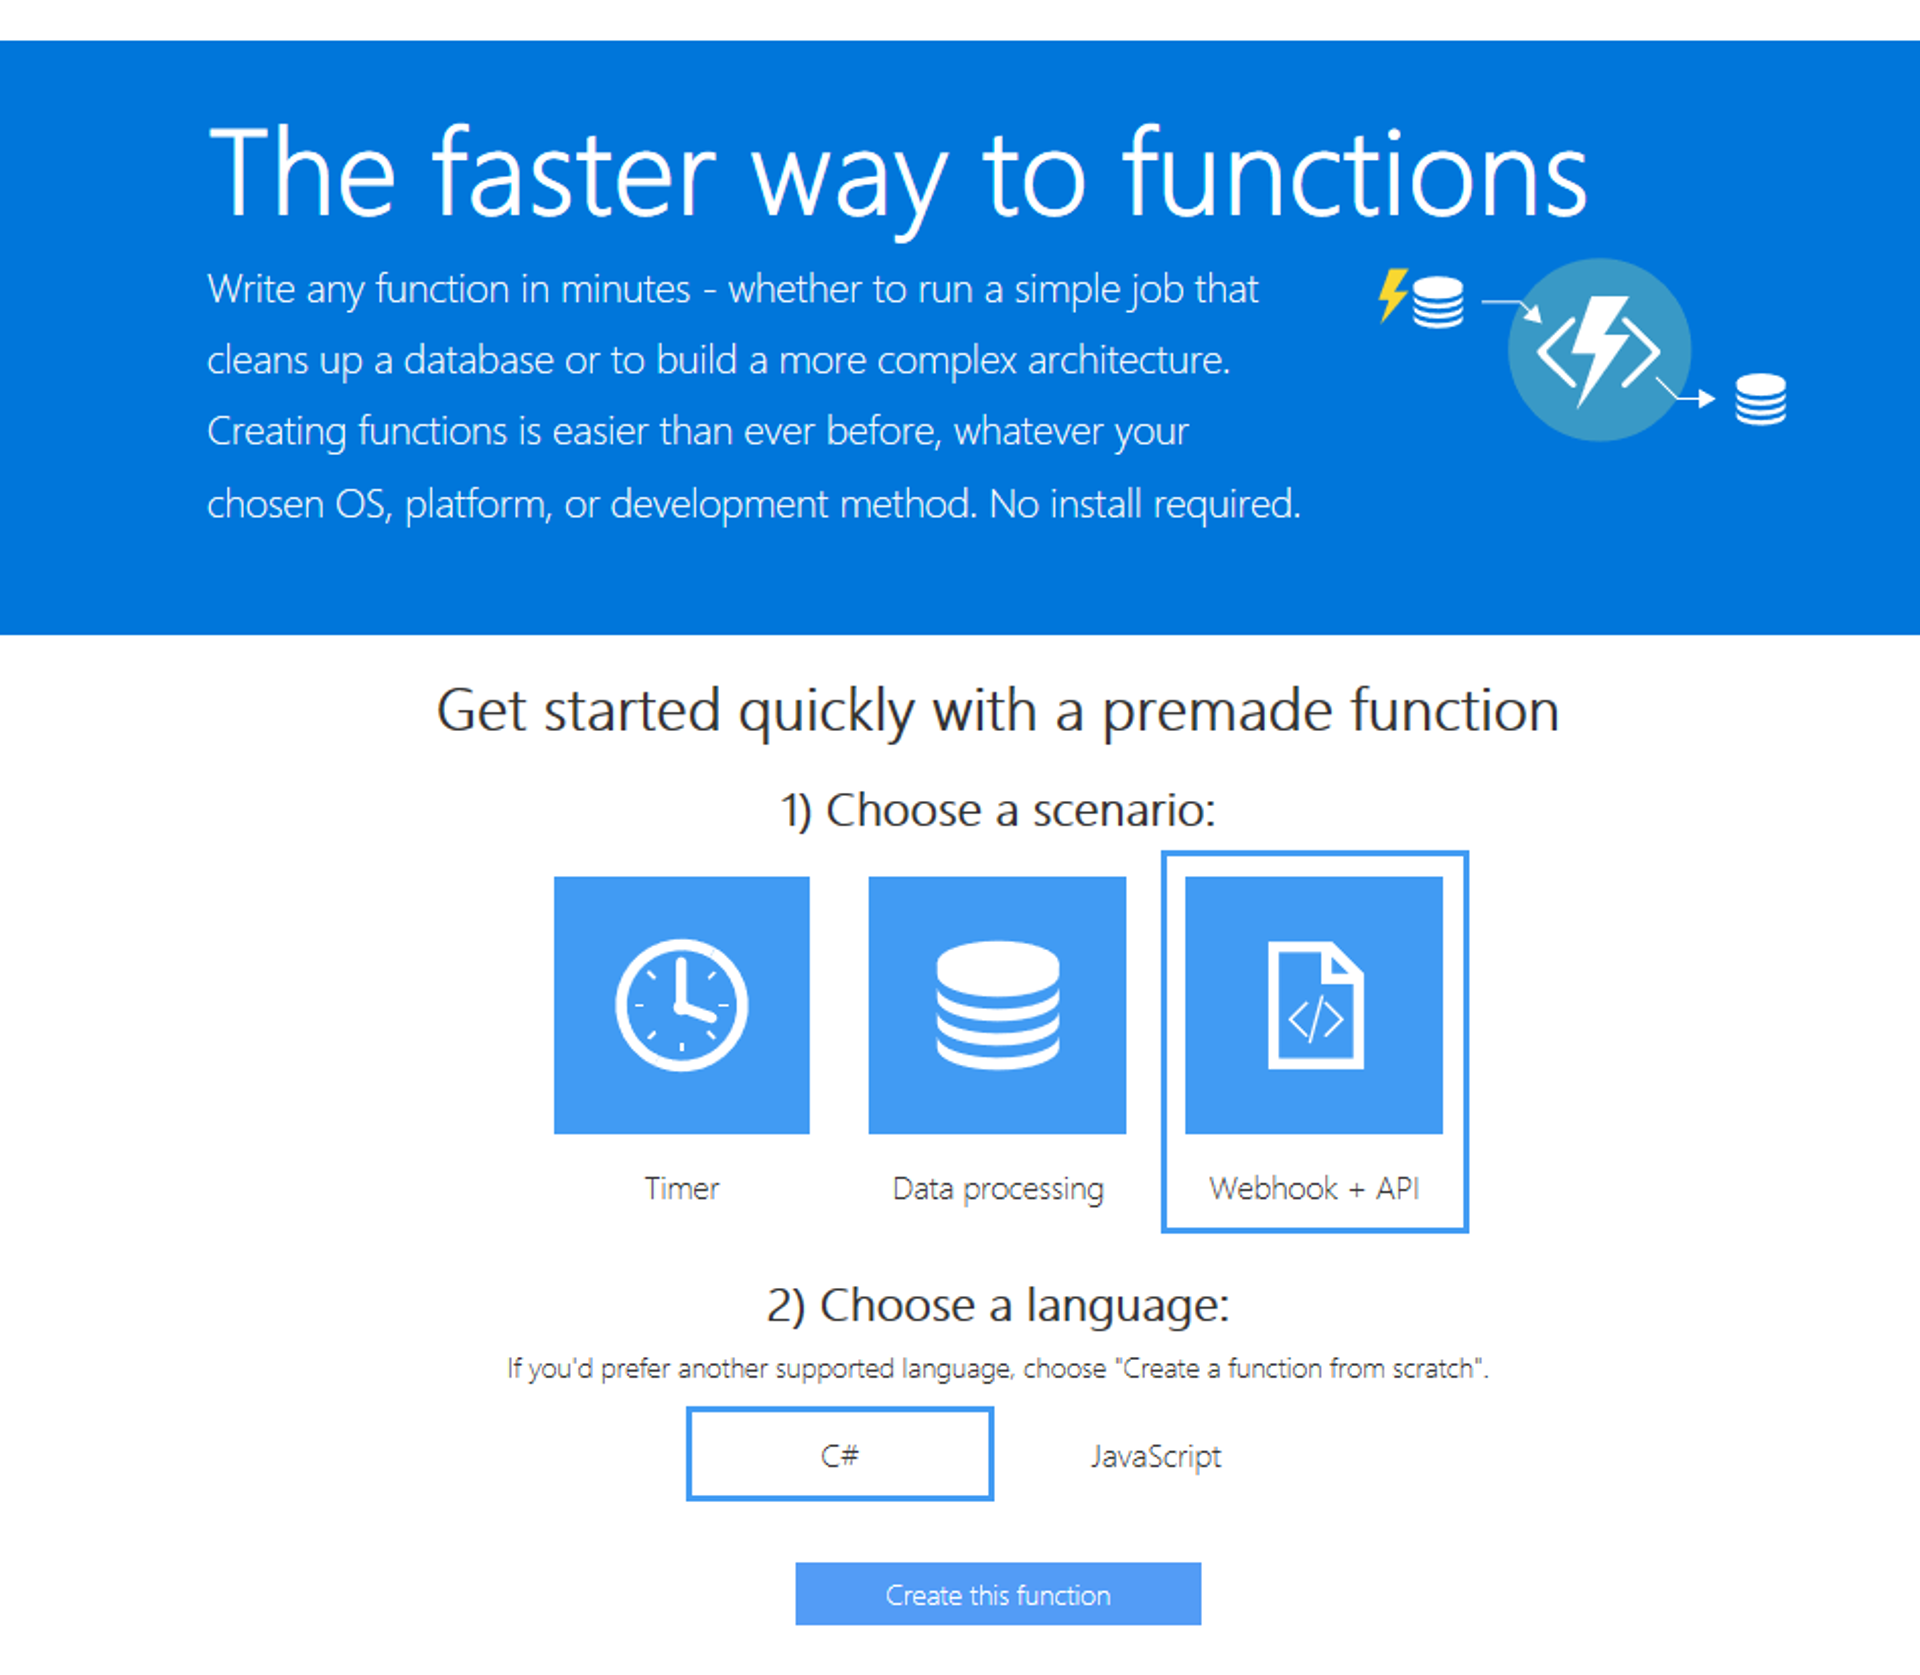 The faster way to functions
Write any function in minutes - whether to run a simple job that
cleans up a database or to build a more complex architecture.
Creating functions is easier than ever before, whatever your
chosen OS, platform, or development method. No install required.
Get started quickly with a premade function
1) Choose a scenario:
Timer
Data processing
Webhook + API
2) Choose a language:
If you'd prefer another supported language, choose "Create a function from scratch".
C#
JavaScript
Create this function